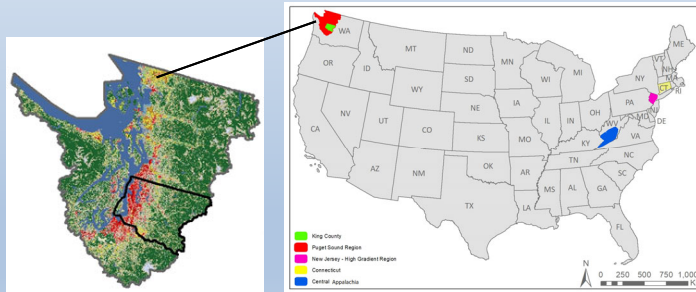 WA
MT
ND
MN
ME
VT
NH
MA
CT
RI
OR
ID
SD
WI
MI
NY
WY
NE
IA
PA
NJ
CA
NV
UT
CO
KS
MO
IL
IN
OH
WV
MD
DE
KY
VA
AZ
NM
OK
AR
TN
NC
TX
LA
MS
AL
GA
SC
FL
King County
Puget Sound Region
New Jersey - High Gradient Region
Connecticut
Central Appalachia
N
0 250 500 750 1,000